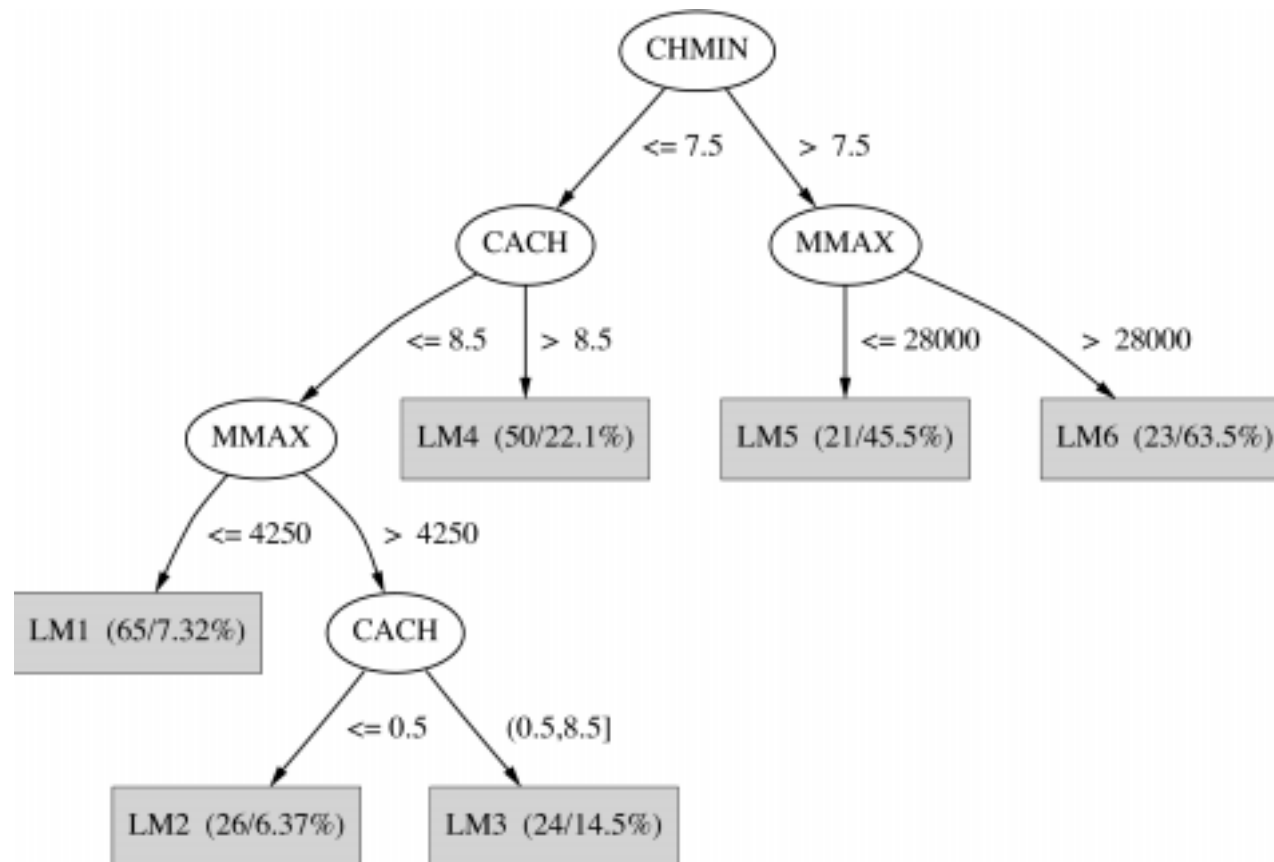 CHMIN
<= 7.5
> 7.5
CACH
MMAX
<= 8.5
> 8.5
<= 28000
> 28000
MMAX
LM4 (50/22.1%)
LM5 (21/45.5%)
LM6 (23/63.5%)
<= 4250
> 4250
LM1 (65/7.32%)
CACH
<= 0.5
(0.5,8.5]
LM2 (26/6.37%)
LM3 (24/14.5%)